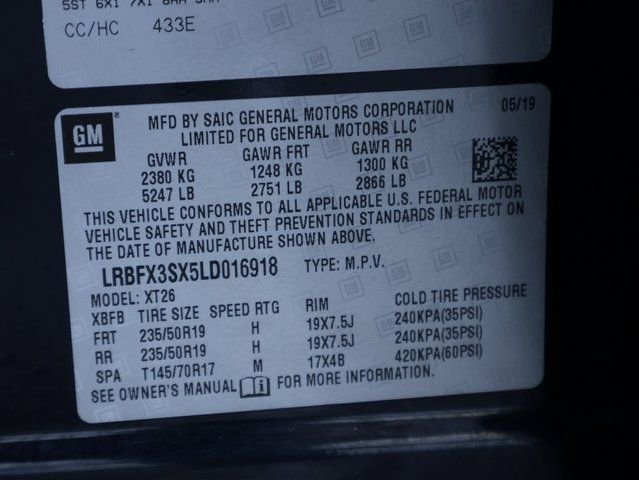 CC/HC 433E
GM
MFD BY SAIC GENERAL MOTORS CORPORATION 05/19
LIMITED FOR GENERAL MOTORS LLC
GVWR GAWR FRT GAWR RR
2380 KG 1248 KG 1300 KG
5247 LB 2751 LB 2866 LB
THIS VEHICLE CONFORMS TO ALL APPLICABLE U.S. FEDERAL MOTOR
VEHICLE SAFETY AND THEFT PREVENTION STANDARDS IN EFFECT ON
THE DATE OF MANUFACTURE SHOWN ABOVE.
LRBFX3SX5LD016918 TYPE: M.P.V.
MODEL: XT26
XBFB TIRE SIZE SPEED RTG RIM COLD TIRE PRESSURE
FRT 235/50R19 H 19X7.5J 240KPA(35PSI)
RR 235/50R19 H 19X7.5J 240KPA(35PSI)
SPA T145/70R17 M 17X4B 420KPA(60PSI)
SEE OWNER'S MANUAL FOR MORE INFORMATION.